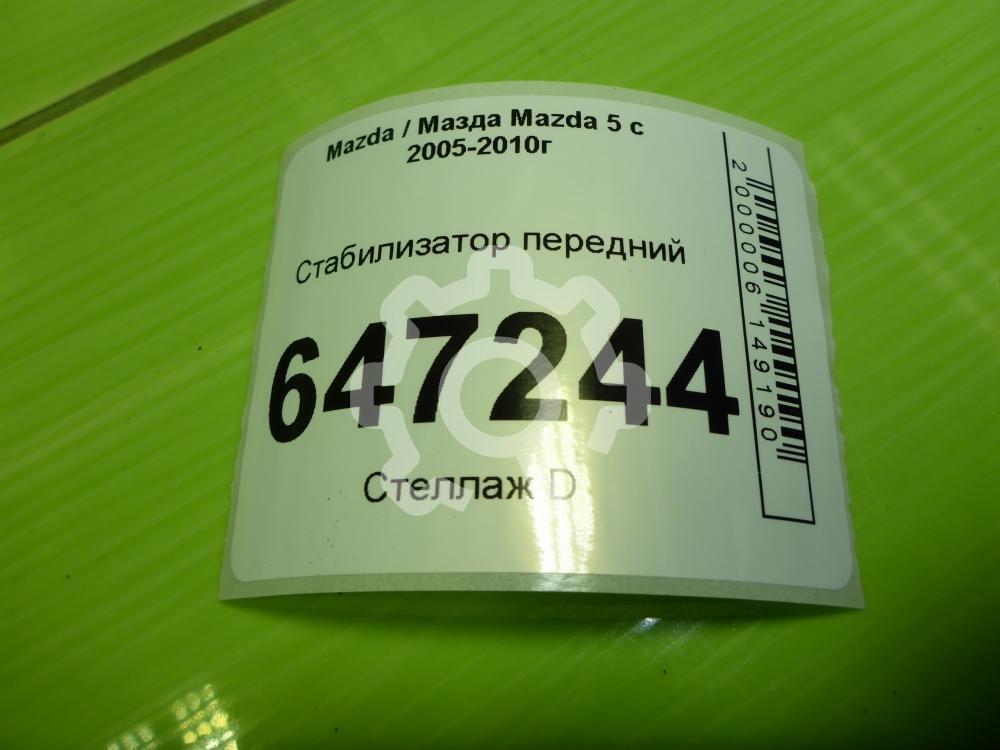 Mazda / Мазда Mazda 5 с
2005-2010г
Стабилизатор передний
647244
Стеллаж D
2000006149190